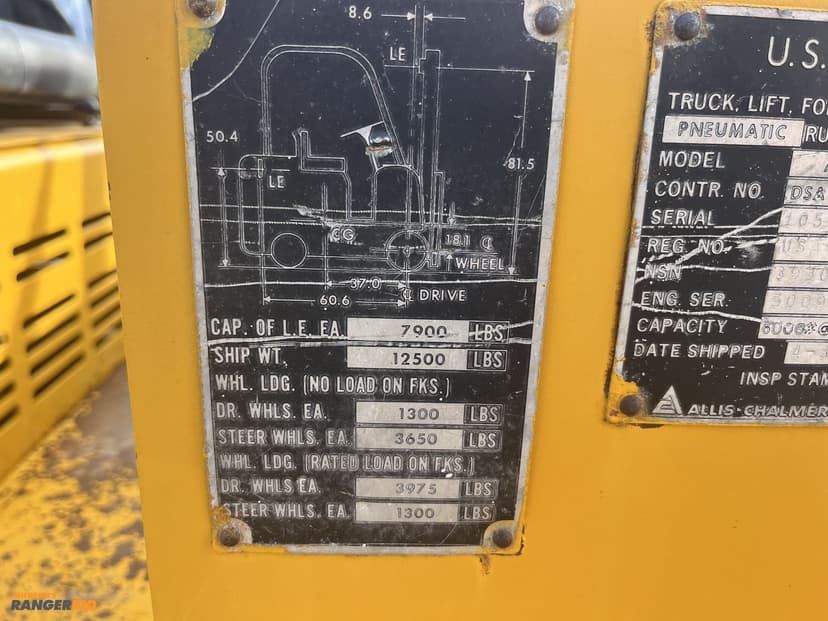 8.6
LE
50.4
81.5
LE
CG
18.1 ℄
WHEEL
37.0
60.6
℄ DRIVE
CAP. OF L.E. EA. 7900 LBS
SHIP WT. 12500 LBS
WHL. LDG. (NO LOAD ON FKS.)
DR. WHLS. EA. 1300 LBS
STEER WHLS. EA. 3650 LBS
WHL. LDG. (RATED LOAD ON FKS.)
DR. WHLS EA. 3975 LBS
STEER WHLS. EA. 1300 LBS
U.S.
TRUCK, LIFT, FO
PNEUMATIC RU
MODEL
CONTR. NO DSA
SERIAL
REG NO.
NSN 3930
ENG. SER.
CAPACITY
DATE SHIPPED
INSP STAM
ALLIS-CHALMER
RANGER